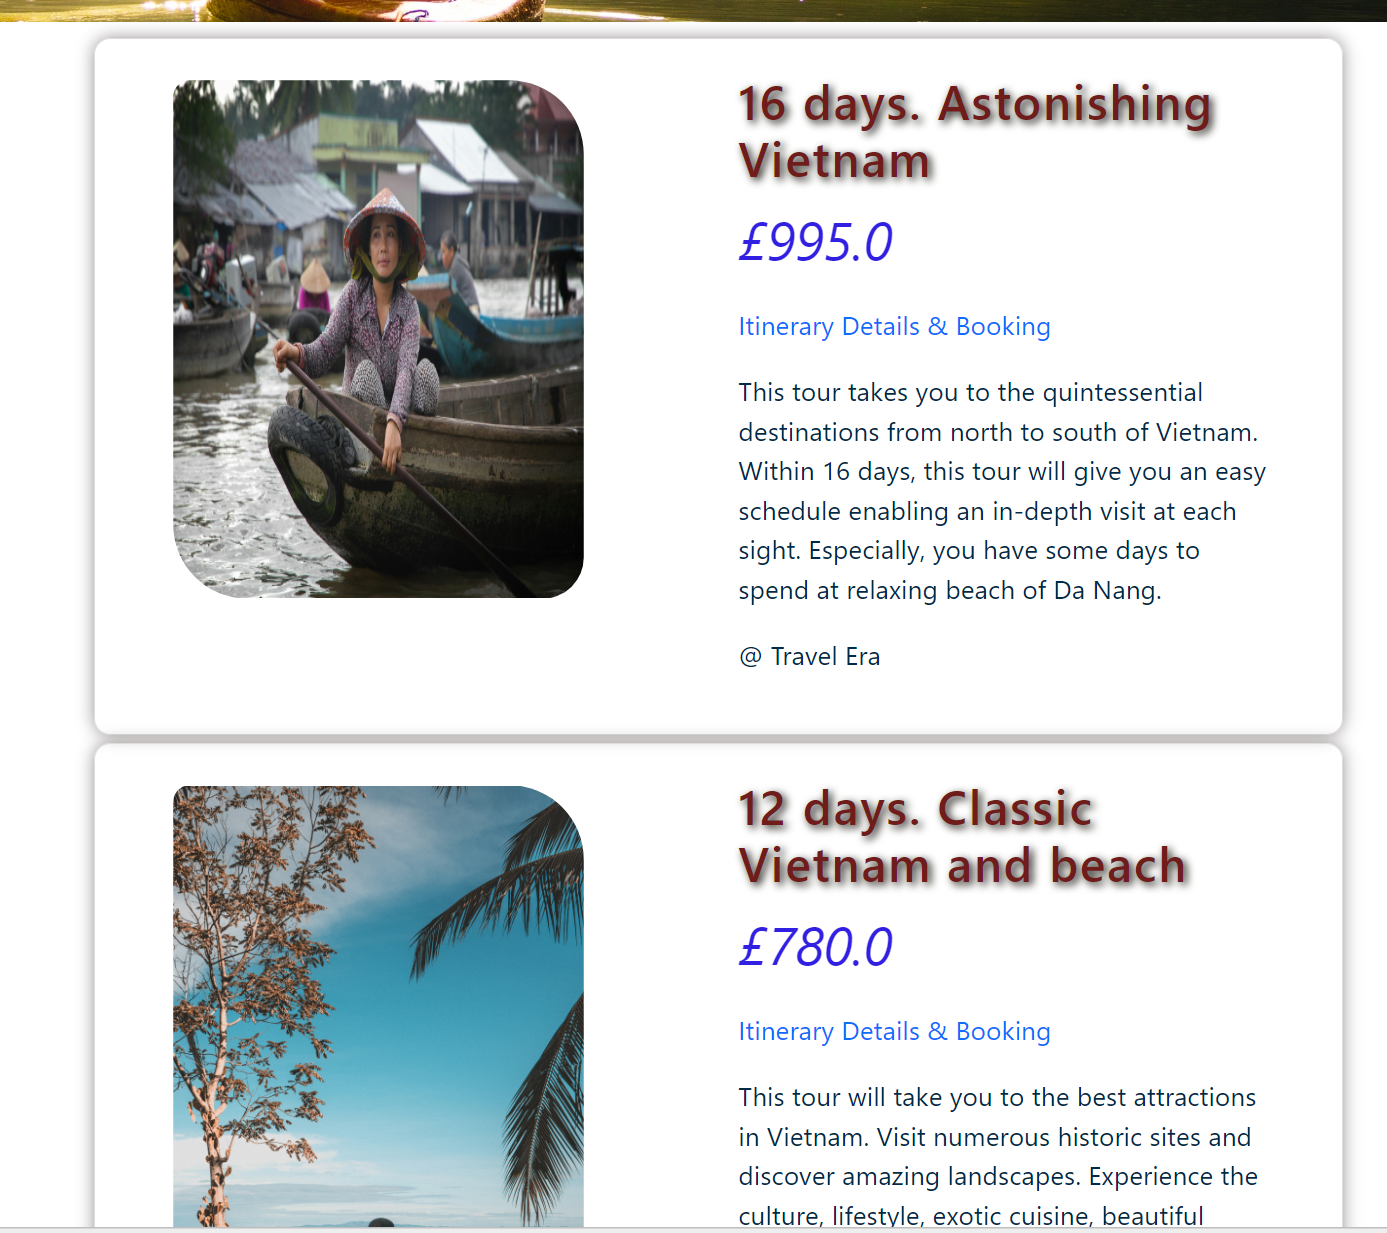 16 days. Astonishing
Vietnam
£995.0
Itinerary Details & Booking
This tour takes you to the quintessential
destinations from north to south of Vietnam.
Within 16 days, this tour will give you an easy
schedule enabling an in-depth visit at each
sight. Especially, you have some days to
spend at relaxing beach of Da Nang.
@ Travel Era
12 days. Classic
Vietnam and beach
£780.0
Itinerary Details & Booking
This tour will take you to the best attractions
in Vietnam. Visit numerous historic sites and
discover amazing landscapes. Experience the
culture, lifestyle, exotic cuisine, beautiful